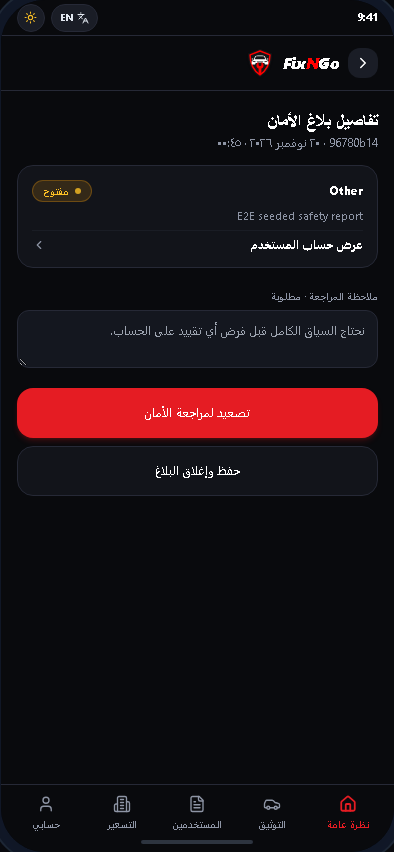 9:41
EN
FixNGo
تفاصيل بلاغ الأمان
96780b14 · ٢٠ نوفمبر ٢٠٢٦، ٠٠:٤٥
Other
مفتوح
E2E seeded safety report
عرض حساب المستخدم
ملاحظة المراجعة · مطلوبة
نحتاج السياق الكامل قبل فرض أي تقييد على الحساب.
تصعيد لمراجعة الأمان
حفظ وإغلاق البلاغ
نظرة عامة
التوثيق
المستخدمين
التسعير
حسابي